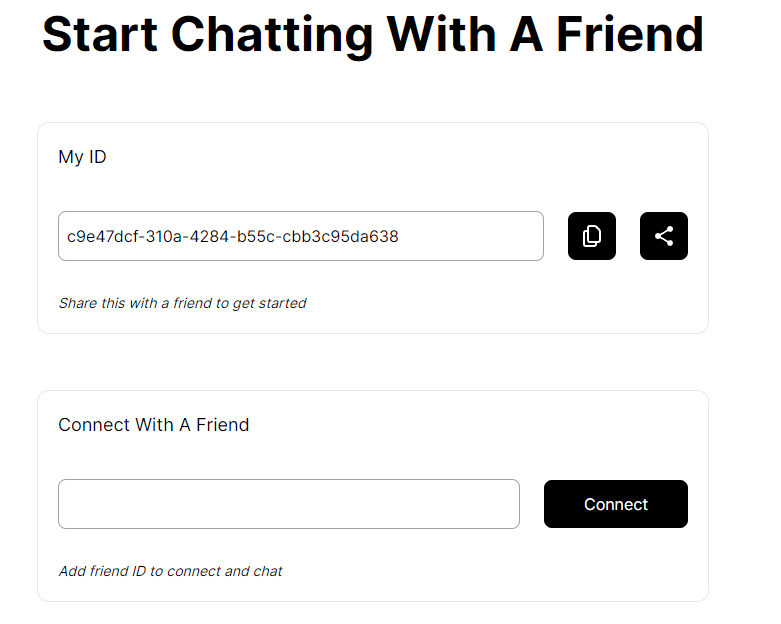 Start Chatting With A Friend
My ID
c9e47dcf-310a-4284-b55c-cbb3c95da638
Share this with a friend to get started
Connect With A Friend
Connect
Add friend ID to connect and chat